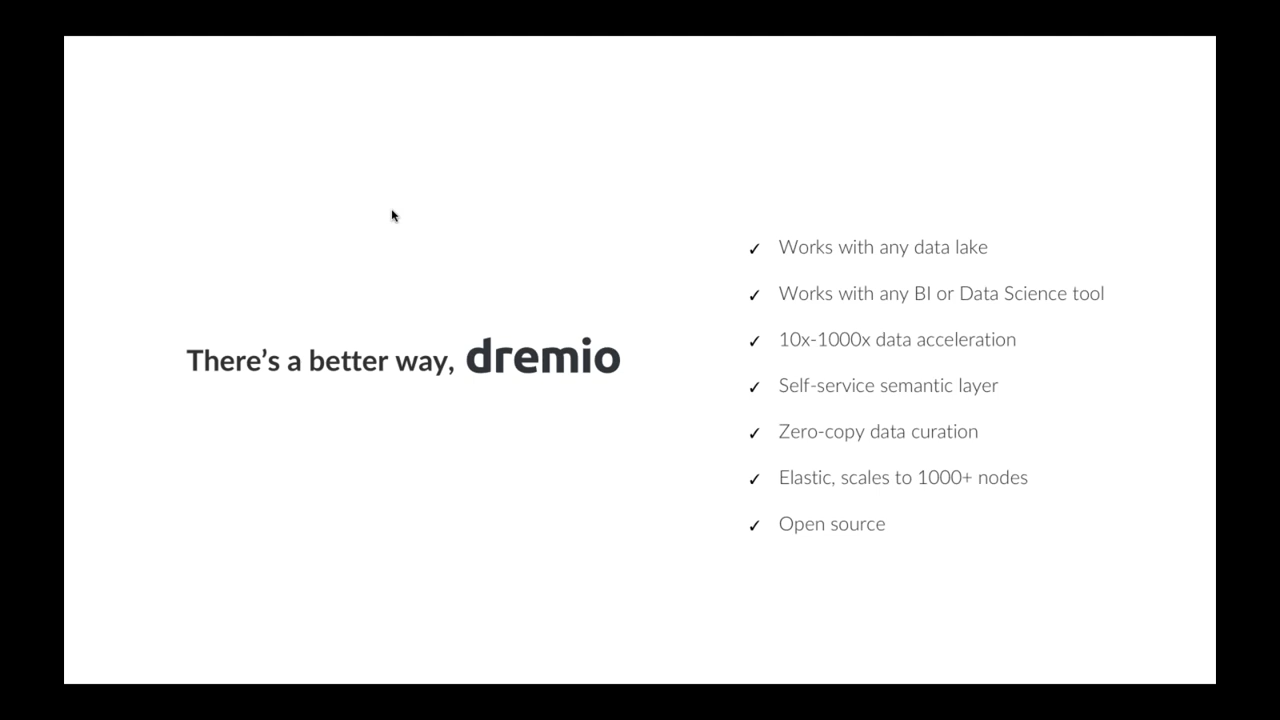 There's a better way, dremio
✓ Works with any data lake
✓ Works with any BI or Data Science tool
✓ 10x-1000x data acceleration
✓ Self-service semantic layer
✓ Zero-copy data curation
✓ Elastic, scales to 1000+ nodes
✓ Open source